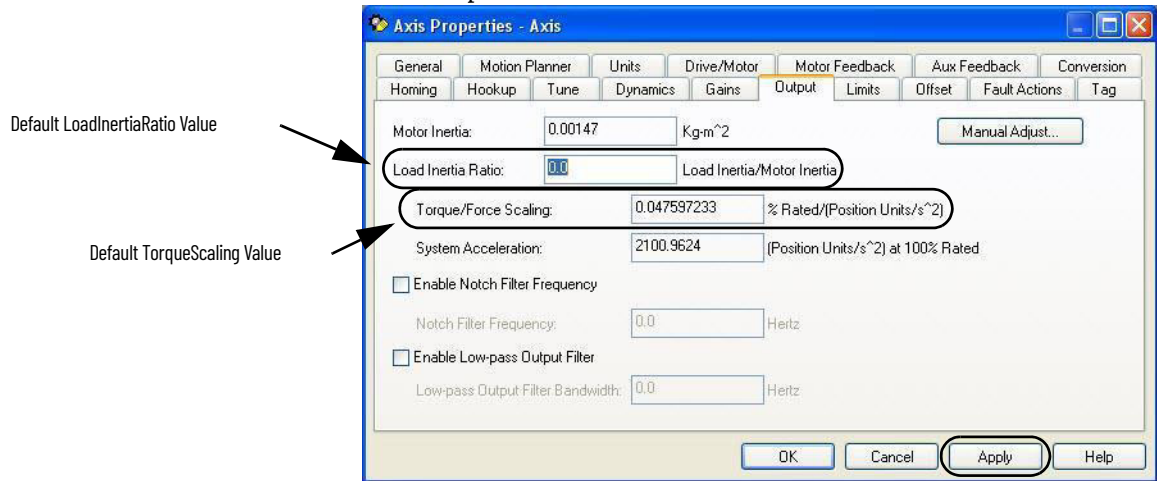 Axis Properties - Axis
General Motion Planner Units Drive/Motor Motor Feedback Aux Feedback Conversion
Homing Hookup Tune Dynamics Gains Output Limits Offset Fault Actions Tag
Motor Inertia: 0.00147 Kg-m^2 Manual Adjust...
Default LoadInertiaRatio Value
Load Inertia Ratio: 0.0 Load Inertia/Motor Inertia
Torque/Force Scaling: 0.047597233 % Rated/(Position Units/s^2)
Default TorqueScaling Value
System Acceleration: 2100.9624 (Position Units/s^2) at 100% Rated
Enable Notch Filter Frequency
Notch Filter Frequency: 0.0 Hertz
Enable Low-pass Output Filter
Low-pass Output Filter Bandwidth: 0.0 Hertz
OK Cancel Apply Help